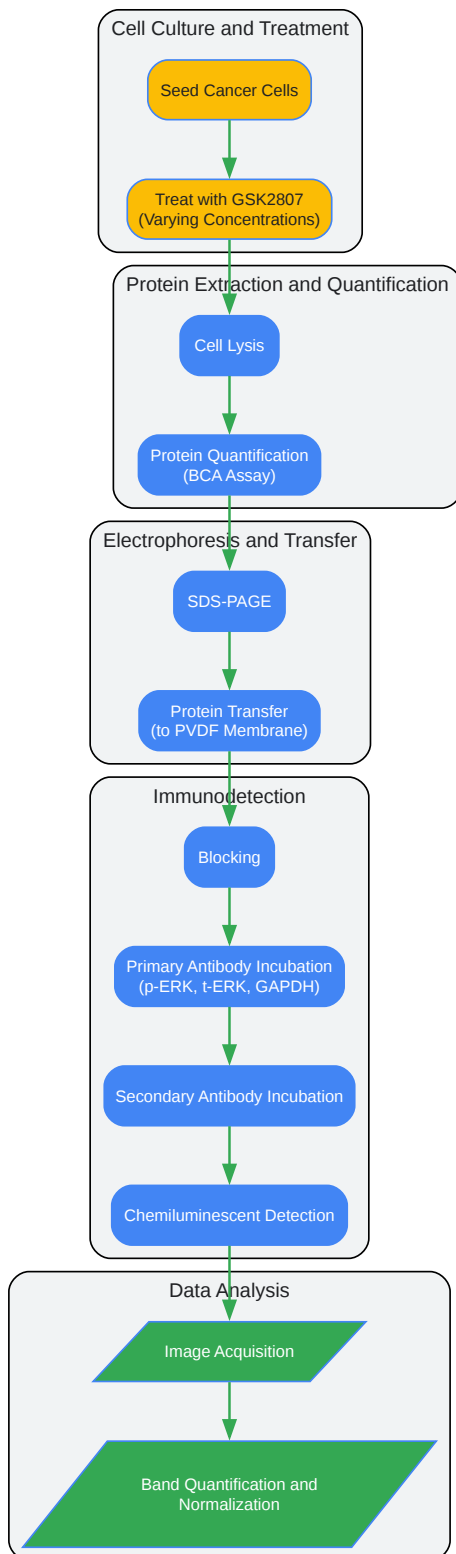 Cell Culture and Treatment
Seed Cancer Cells
Treat with GSK2807
(Varying Concentrations)
Protein Extraction and Quantification
Cell Lysis
Protein Quantification
(BCA Assay)
Electrophoresis and Transfer
SDS-PAGE
Protein Transfer
(to PVDF Membrane)
Immunodetection
Blocking
Primary Antibody Incubation
(p-ERK, t-ERK, GAPDH)
Secondary Antibody Incubation
Chemiluminescent Detection
Data Analysis
Image Acquisition
Band Quantification and
Normalization